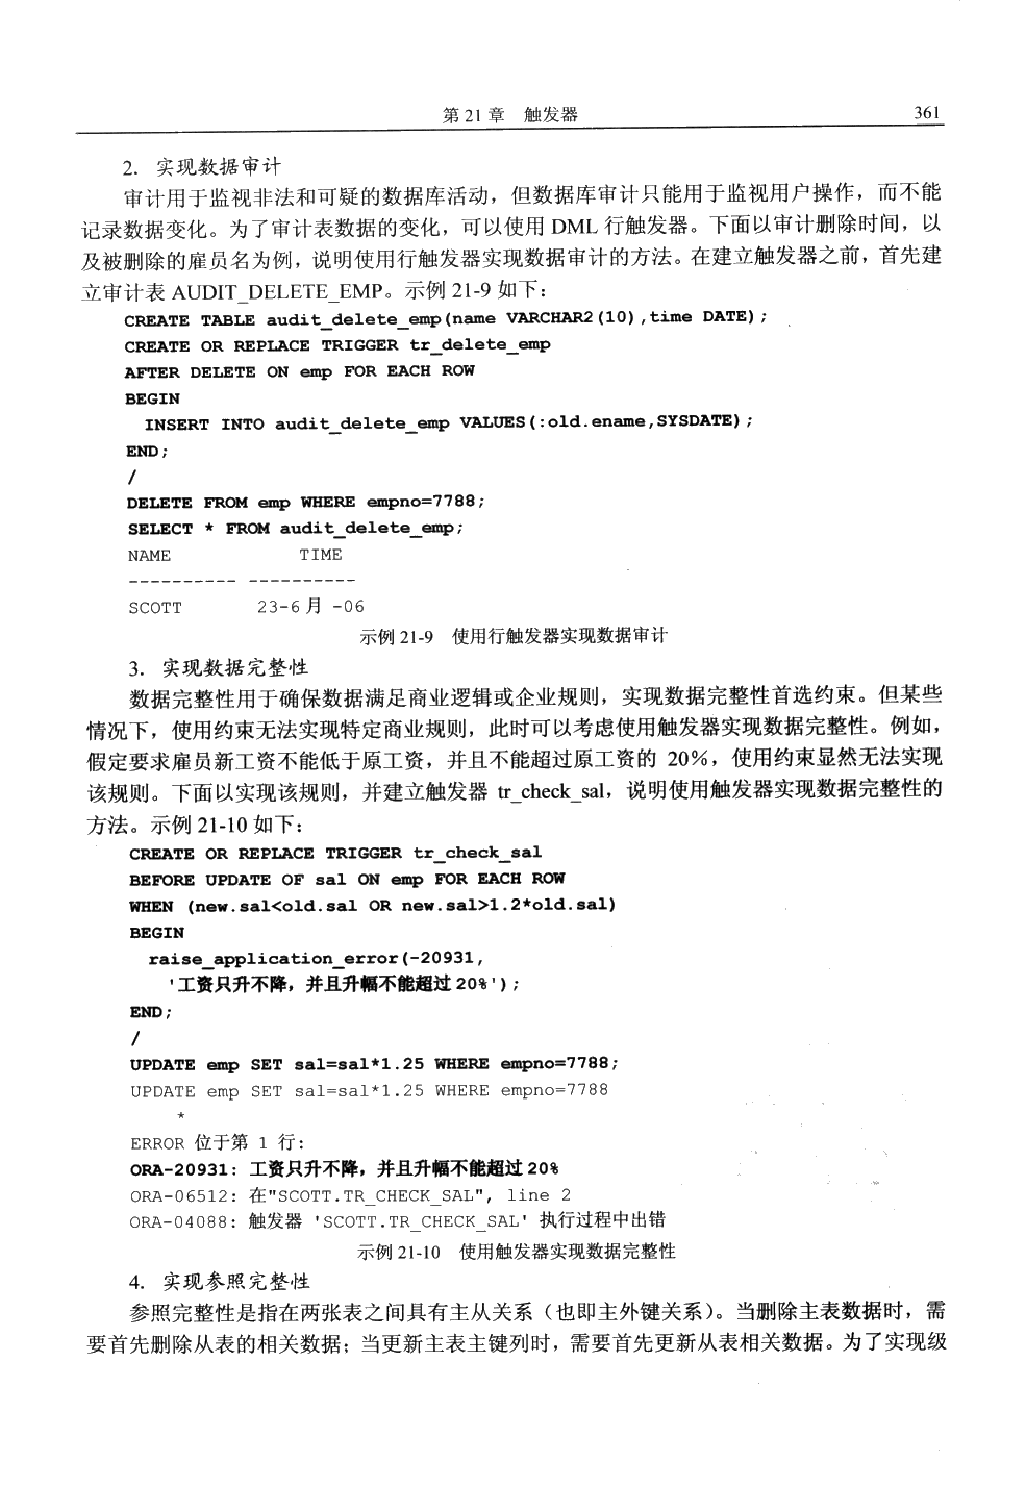 第 21 章　触发器
361
2. 实现数据审计
审计用于监视非法和可疑的数据库活动，但数据库审计只能用于监视用户操作，而不能
记录数据变化。为了审计表数据的变化，可以使用 DML 行触发器。下面以审计删除时间，以
及被删除的雇员名为例，说明使用行触发器实现数据审计的方法。在建立触发器之前，首先建
立审计表 AUDIT_DELETE_EMP。示例 21-9 如下：
CREATE TABLE audit_delete_emp(name VARCHAR2(10),time DATE);
CREATE OR REPLACE TRIGGER tr_delete_emp
AFTER DELETE ON emp FOR EACH ROW
BEGIN
INSERT INTO audit_delete_emp VALUES(:old.ename,SYSDATE);
END;
/
DELETE FROM emp WHERE empno=7788;
SELECT * FROM audit_delete_emp;
NAME TIME
---------- ----------
SCOTT 23-6月 -06
示例 21-9　使用行触发器实现数据审计
3. 实现数据完整性
数据完整性用于确保数据满足商业逻辑或企业规则，实现数据完整性首选约束。但某些
情况下，使用约束无法实现特定商业规则，此时可以考虑使用触发器实现数据完整性。例如，
假定要求雇员新工资不能低于原工资，并且不能超过原工资的 20%，使用约束显然无法实现
该规则。下面以实现该规则，并建立触发器 tr_check_sal，说明使用触发器实现数据完整性的
方法。示例 21-10 如下：
CREATE OR REPLACE TRIGGER tr_check_sal
BEFORE UPDATE OF sal ON emp FOR EACH ROW
WHEN (new.sal<old.sal OR new.sal>1.2*old.sal)
BEGIN
raise_application_error(-20931,
'工资只升不降，并且升幅不能超过20%');
END;
/
UPDATE emp SET sal=sal*1.25 WHERE empno=7788;
UPDATE emp SET sal=sal*1.25 WHERE empno=7788
*
ERROR 位于第 1 行:
ORA-20931: 工资只升不降，并且升幅不能超过20%
ORA-06512: 在"SCOTT.TR_CHECK_SAL", line 2
ORA-04088: 触发器 'SCOTT.TR_CHECK_SAL' 执行过程中出错
示例 21-10　使用触发器实现数据完整性
4. 实现参照完整性
参照完整性是指在两张表之间具有主从关系（也即主外键关系）。当删除主表数据时，需
要首先删除从表的相关数据；当更新主表主键列时，需要首先更新从表相关数据。为了实现级